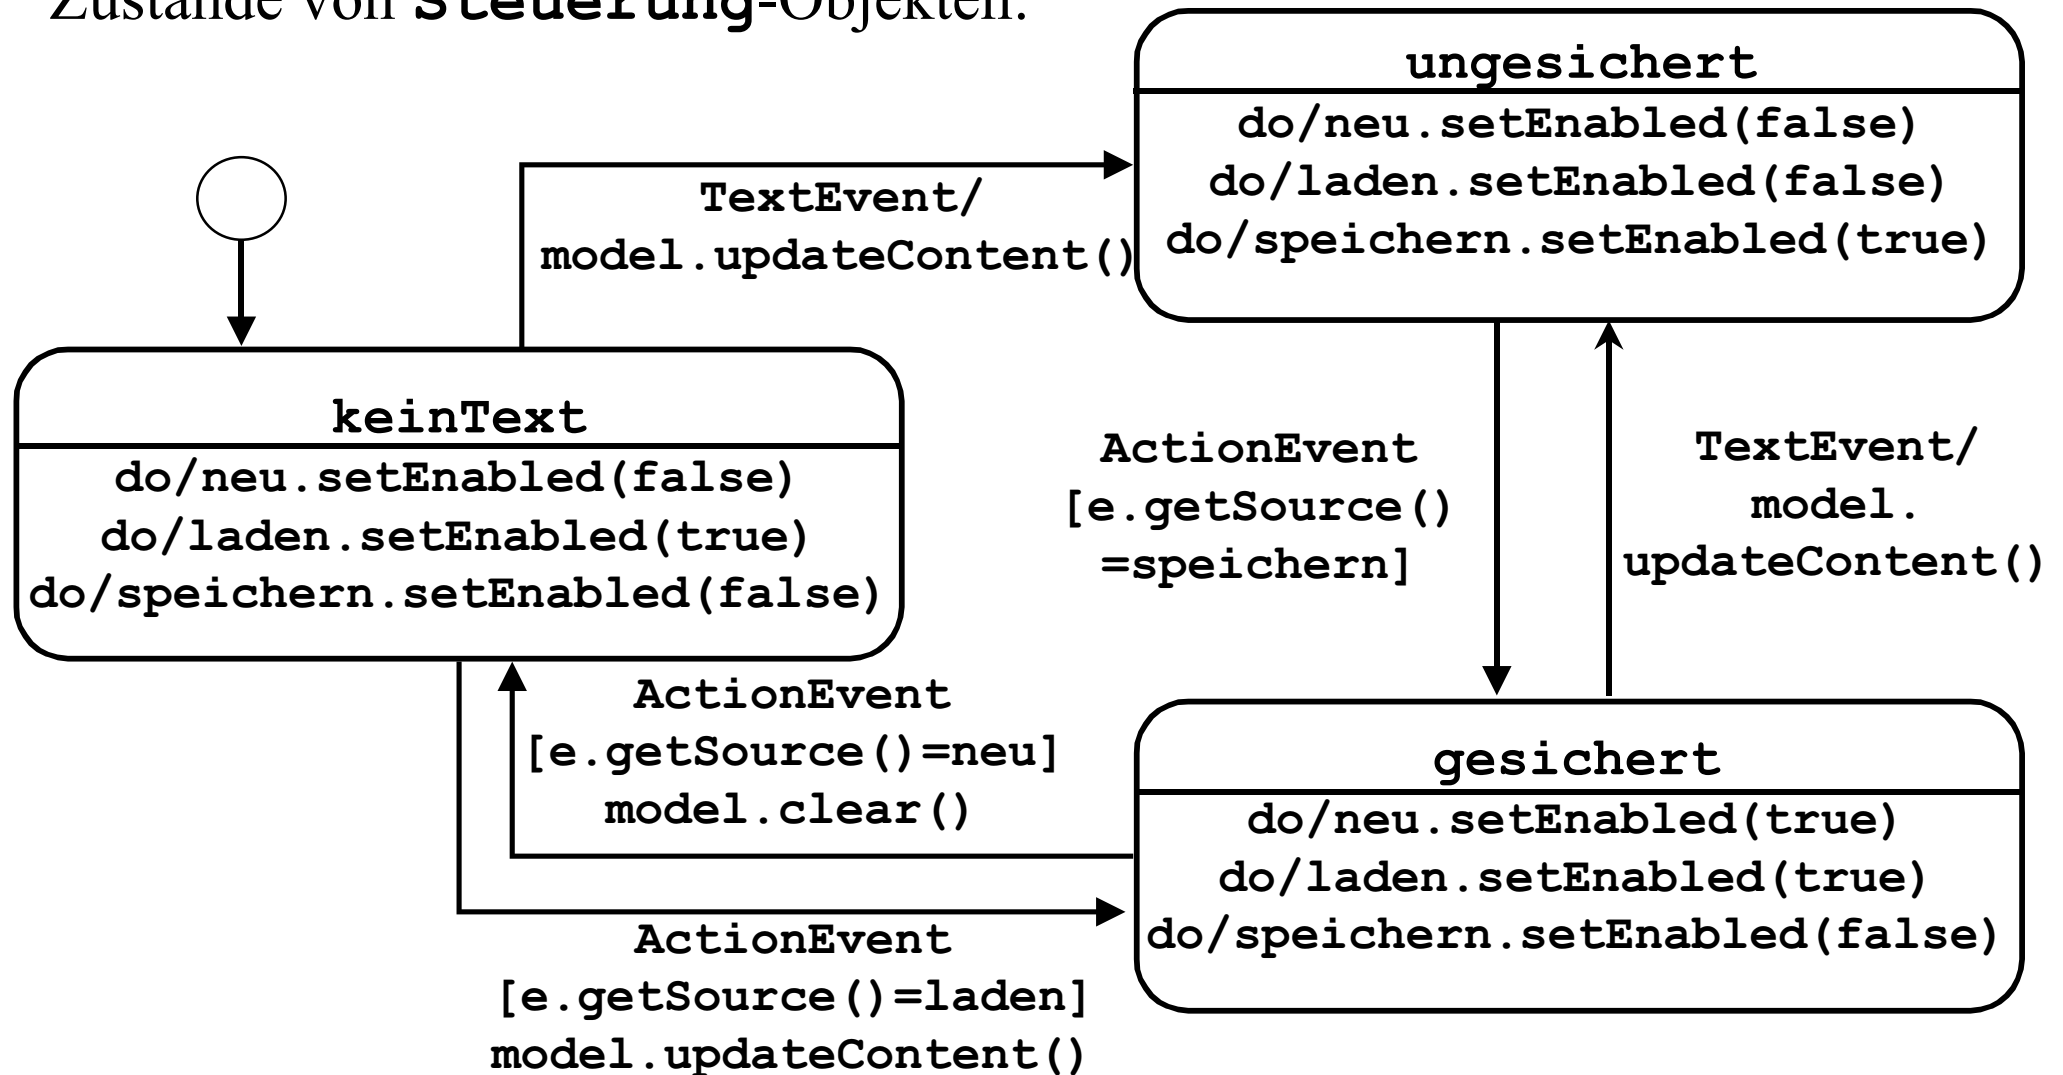 Zustände von Steuerung-Objekten:
ungesichert
do/neu.setEnabled(false)
do/laden.setEnabled(false)
do/speichern.setEnabled(true)
TextEvent/
model.updateContent()
keinText
do/neu.setEnabled(false)
do/laden.setEnabled(true)
do/speichern.setEnabled(false)
ActionEvent
[e.getSource()
=speichern]
TextEvent/
model.
updateContent()
ActionEvent
[e.getSource()=neu]
model.clear()
gesichert
do/neu.setEnabled(true)
do/laden.setEnabled(true)
do/speichern.setEnabled(false)
ActionEvent
[e.getSource()=laden]
model.updateContent()